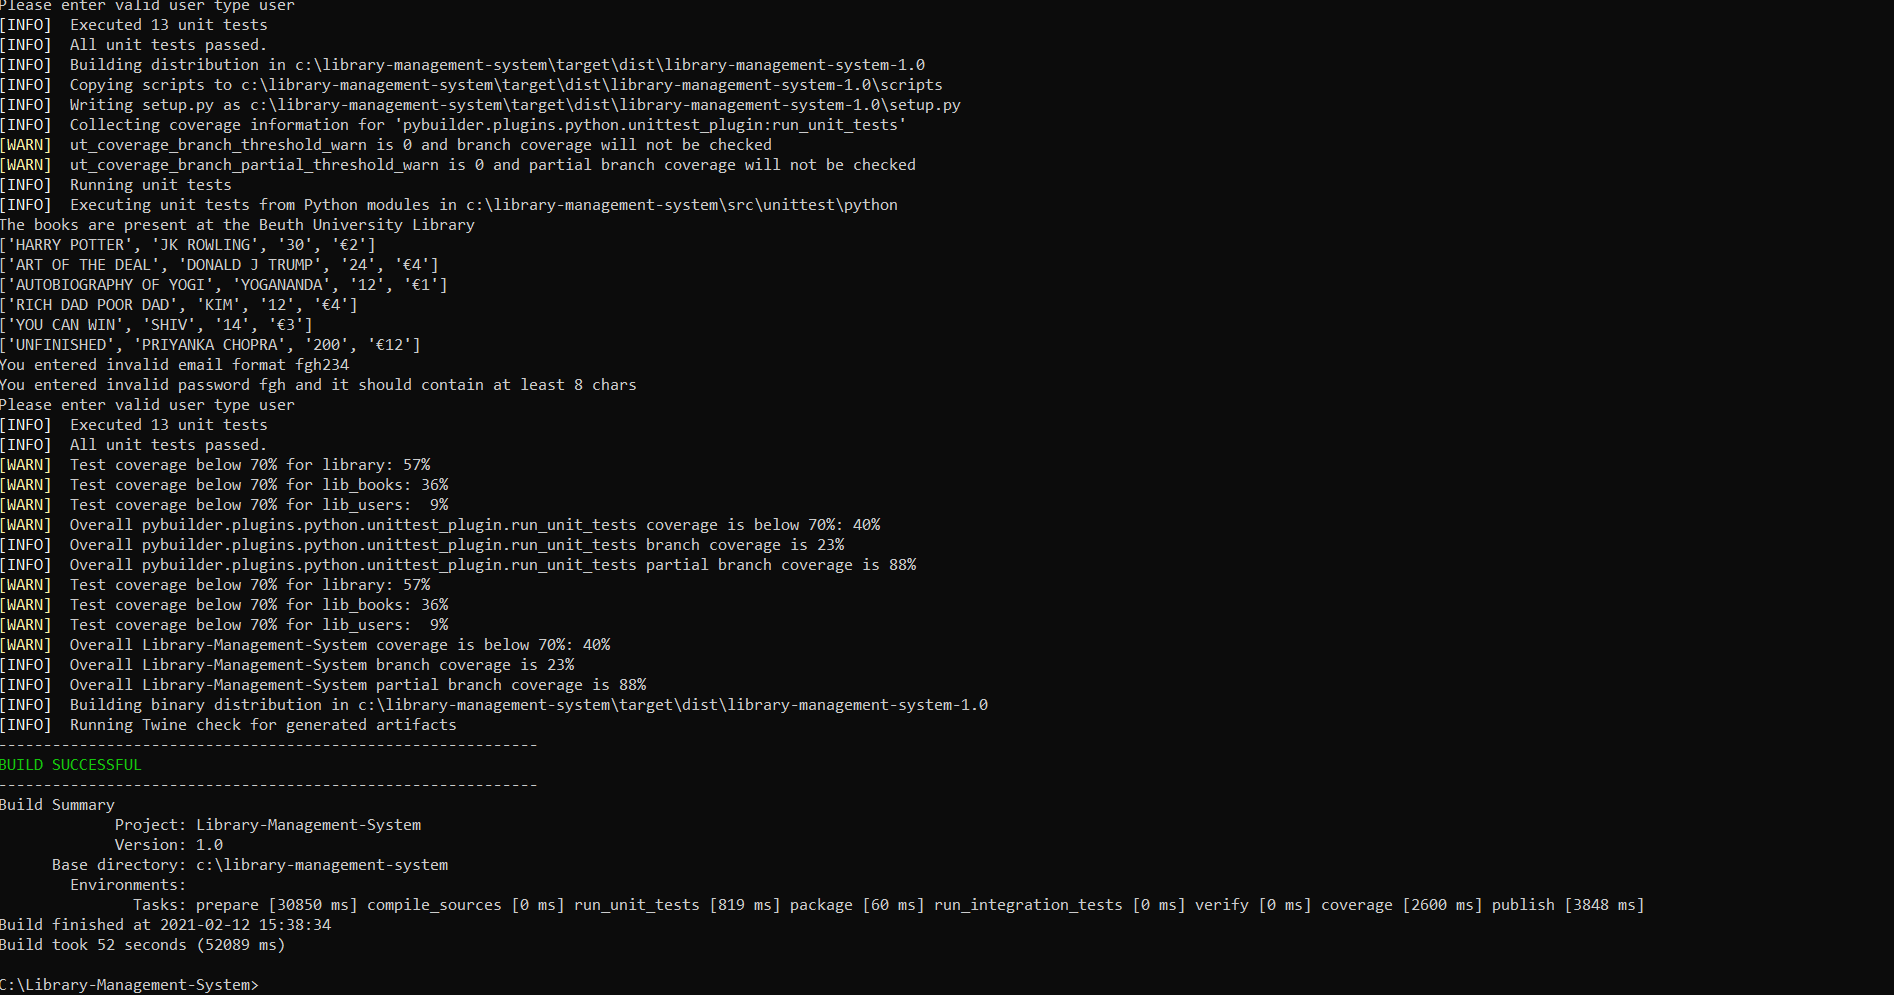 Please enter valid user type user
[INFO]  Executed 13 unit tests
[INFO]  All unit tests passed.
[INFO]  Building distribution in c:\library-management-system\target\dist\library-management-system-1.0
[INFO]  Copying scripts to c:\library-management-system\target\dist\library-management-system-1.0\scripts
[INFO]  Writing setup.py as c:\library-management-system\target\dist\library-management-system-1.0\setup.py
[INFO]  Collecting coverage information for 'pybuilder.plugins.python.unittest_plugin:run_unit_tests'
[WARN]  ut_coverage_branch_threshold_warn is 0 and branch coverage will not be checked
[WARN]  ut_coverage_branch_partial_threshold_warn is 0 and partial branch coverage will not be checked
[INFO]  Running unit tests
[INFO]  Executing unit tests from Python modules in c:\library-management-system\src\unittest\python
The books are present at the Beuth University Library
['HARRY POTTER', 'JK ROWLING', '30', '€2']
['ART OF THE DEAL', 'DONALD J TRUMP', '24', '€4']
['AUTOBIOGRAPHY OF YOGI', 'YOGANANDA', '12', '€1']
['RICH DAD POOR DAD', 'KIM', '12', '€4']
['YOU CAN WIN', 'SHIV', '14', '€3']
['UNFINISHED', 'PRIYANKA CHOPRA', '200', '€12']
You entered invalid email format fgh234
You entered invalid password fgh and it should contain at least 8 chars
Please enter valid user type user
[INFO]  Executed 13 unit tests
[INFO]  All unit tests passed.
[WARN]  Test coverage below 70% for library: 57%
[WARN]  Test coverage below 70% for lib_books: 36%
[WARN]  Test coverage below 70% for lib_users:  9%
[WARN]  Overall pybuilder.plugins.python.unittest_plugin.run_unit_tests coverage is below 70%: 40%
[INFO]  Overall pybuilder.plugins.python.unittest_plugin.run_unit_tests branch coverage is 23%
[INFO]  Overall pybuilder.plugins.python.unittest_plugin.run_unit_tests partial branch coverage is 88%
[WARN]  Test coverage below 70% for library: 57%
[WARN]  Test coverage below 70% for lib_books: 36%
[WARN]  Test coverage below 70% for lib_users:  9%
[WARN]  Overall Library-Management-System coverage is below 70%: 40%
[INFO]  Overall Library-Management-System branch coverage is 23%
[INFO]  Overall Library-Management-System partial branch coverage is 88%
[INFO]  Building binary distribution in c:\library-management-system\target\dist\library-management-system-1.0
[INFO]  Running Twine check for generated artifacts
------------------------------------------------------------
BUILD SUCCESSFUL
------------------------------------------------------------
Build Summary
             Project: Library-Management-System
             Version: 1.0
      Base directory: c:\library-management-system
        Environments:
               Tasks: prepare [30850 ms] compile_sources [0 ms] run_unit_tests [819 ms] package [60 ms] run_integration_tests [0 ms] verify [0 ms] coverage [2600 ms] publish [3848 ms]
Build finished at 2021-02-12 15:38:34
Build took 52 seconds (52089 ms)
C:\Library-Management-System>